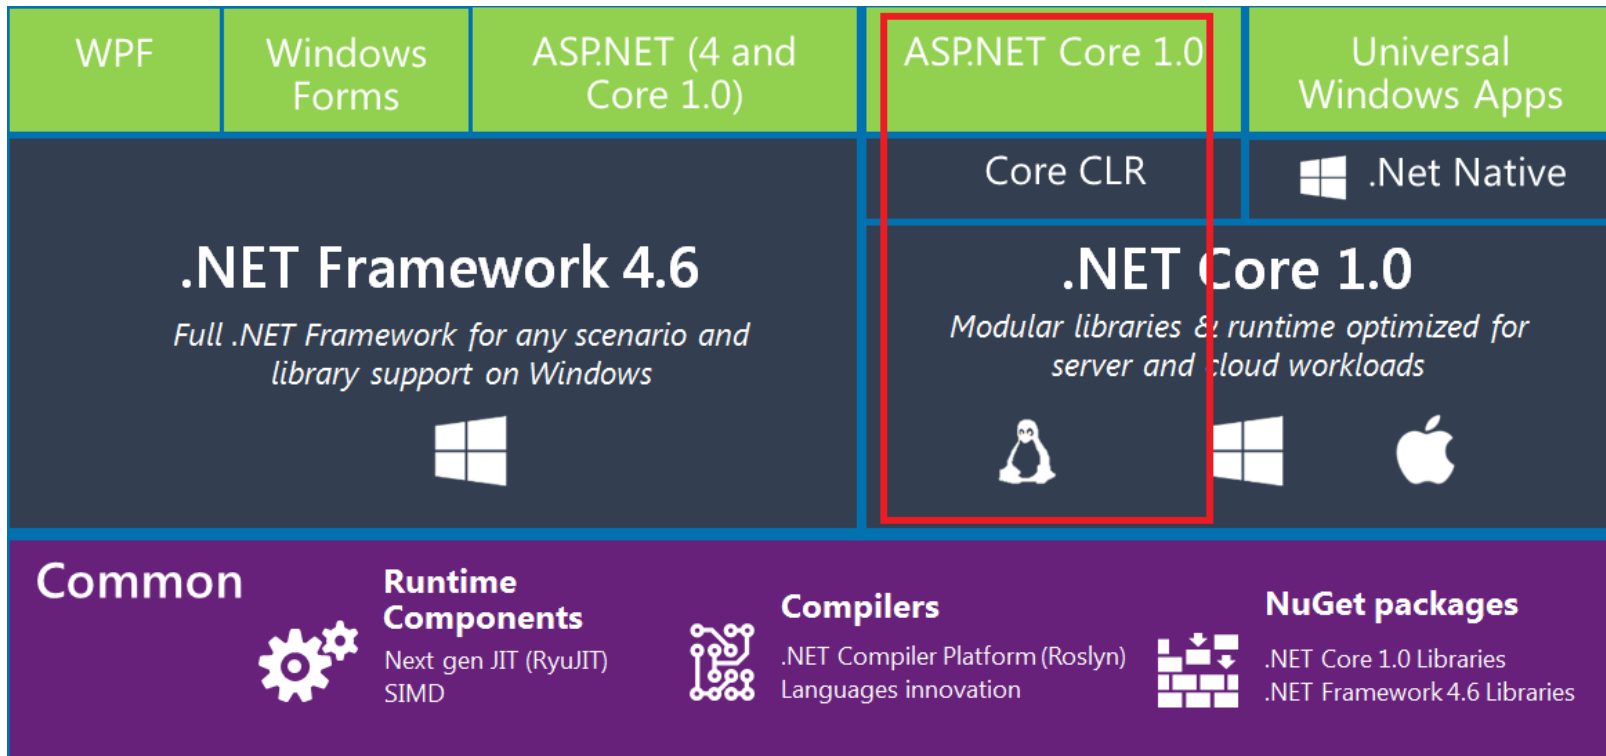 WPF
Windows
Forms
ASP.NET (4 and
Core 1.0)
ASP.NET Core 1.0
Universal
Windows Apps
Core CLR
.Net Native
.NET Framework 4.6
Full .NET Framework for any scenario and
library support on Windows
.NET Core 1.0
Modular libraries & runtime optimized for
server and cloud workloads
Common
Runtime
Components
Next gen JIT (RyuJIT)
SIMD
Compilers
.NET Compiler Platform (Roslyn)
Languages innovation
NuGet packages
.NET Core 1.0 Libraries
.NET Framework 4.6 Libraries